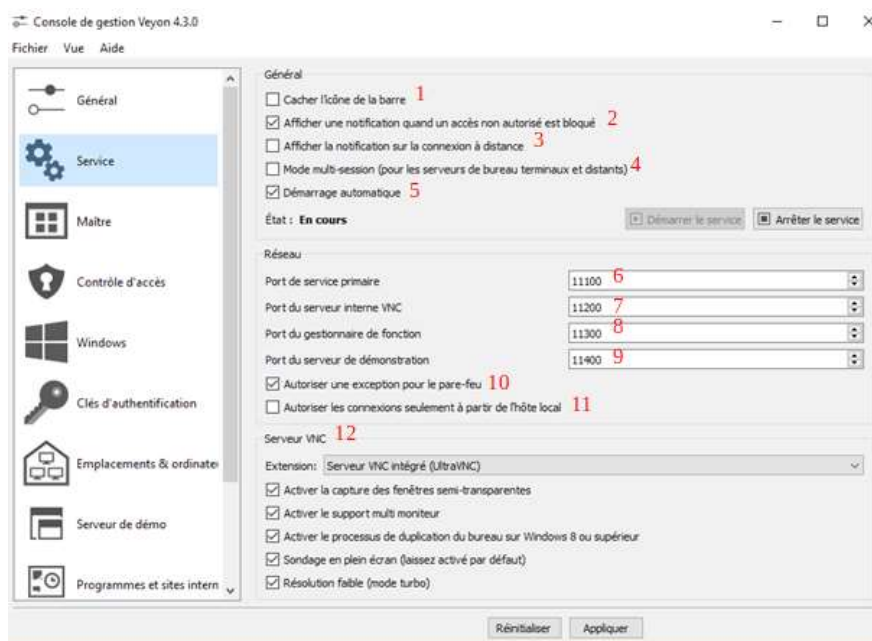 Console de gestion Veyon 4.3.0
Fichier Vue Aide
Général
Service
Maître
Contrôle d'accès
Windows
Clés d'authentification
Emplacements & ordinate
Serveur de démo
Programmes et sites intern
Général
Cacher l'icône de la barre 1
Afficher une notification quand un accès non autorisé est bloqué 2
Afficher la notification sur la connexion à distance 3
Mode multi-session (pour les serveurs de bureau terminaux et distants) 4
Démarrage automatique 5
État : En cours Démarrer le service Arrêter le service
Réseau
Port de service primaire 11100 6
Port du serveur interne VNC 11200 7
Port du gestionnaire de fonction 11300 8
Port du serveur de démonstration 11400 9
Autoriser une exception pour le pare-feu 10
Autoriser les connexions seulement à partir de l'hôte local 11
Serveur VNC 12
Extension: Serveur VNC intégré (UltraVNC)
Activer la capture des fenêtres semi-transparentes
Activer le support multi moniteur
Activer le processus de duplication du bureau sur Windows 8 ou supérieur
Sondage en plein écran (laissez activé par défaut)
Résolution faible (mode turbo)
Réinitialiser Appliquer